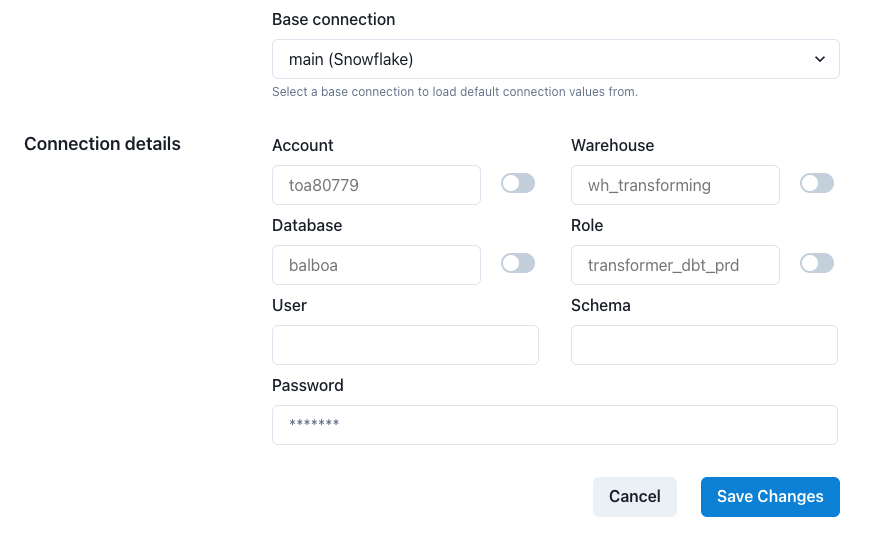 Base connection
main (Snowflake)
Select a base connection to load default connection values from.
Connection details
Account
Warehouse
toa80779
wh_transforming
Database
Role
balboa
transformer_dbt_prd
User
Schema
Password
*******
Cancel
Save Changes